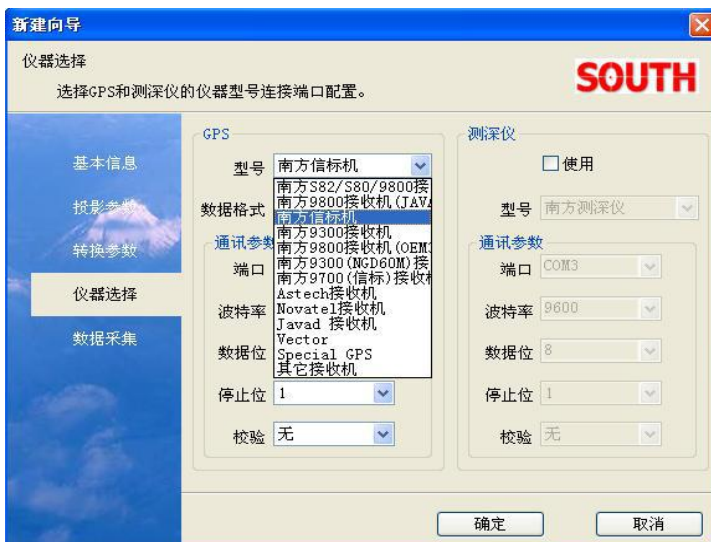 新建向导
仪器选择
选择GPS和测深仪的仪器型号连接端口配置。
SOUTH
基本信息
投影参数
转换参数
仪器选择
数据采集
GPS
型号 南方信标机
南方S82/S80/9800接
南方9800接收机(JAVA
南方信标机
南方9300接收机
南方9800接收机(OEM
南方9300(NGD60M)接
南方9700(信标)接收机
Astech接收机
Novatel接收机
Javad 接收机
Vector
Special GPS
其它接收机
数据格式
通讯参数
端口
波特率
数据位
停止位 1
校验 无
测深仪
使用
型号 南方测深仪
通讯参数
端口 COM3
波特率 9600
数据位 8
停止位 1
校验 无
确定
取消